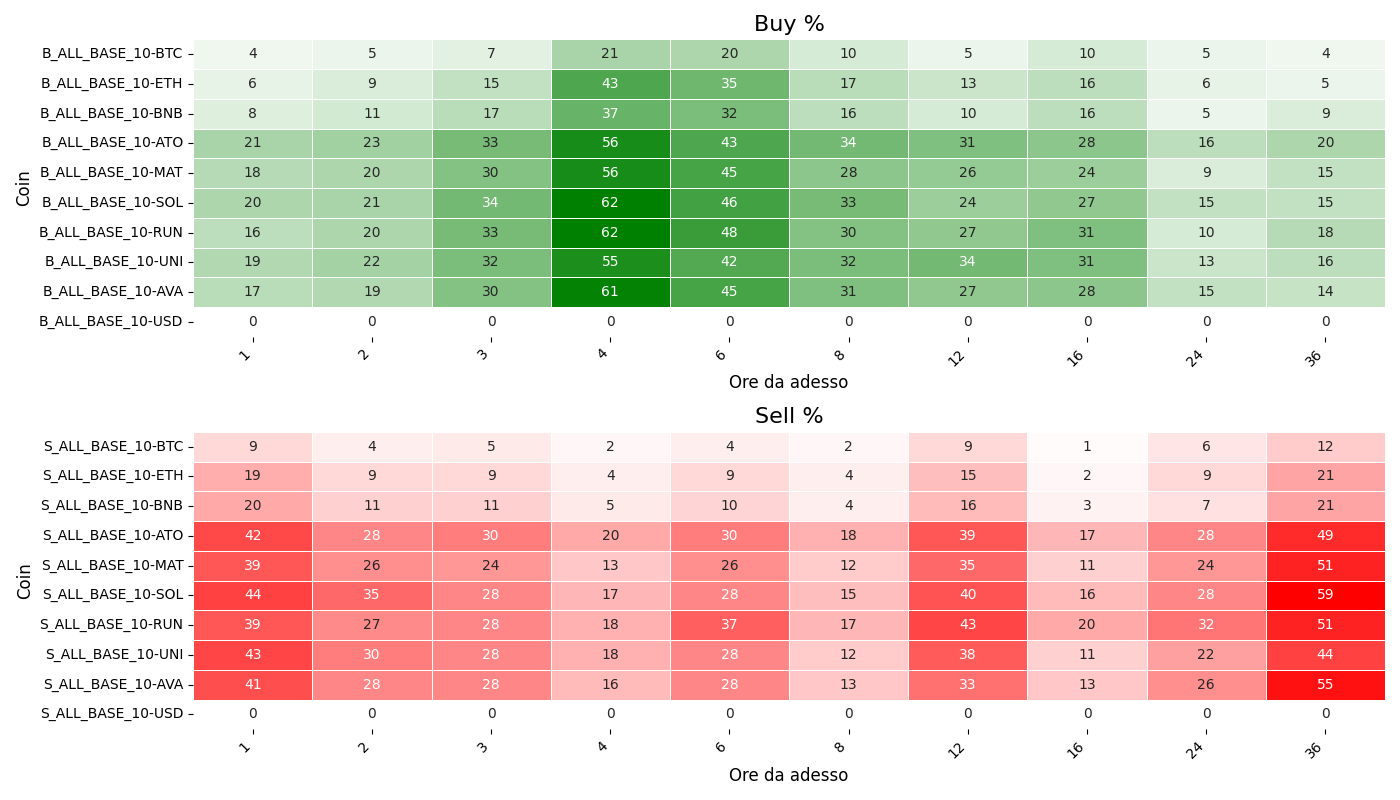 Buy %
Coin
B_ALL_BASE_10-BTC 4 5 7 21 20 10 5 10 5 4
B_ALL_BASE_10-ETH 6 9 15 43 35 17 13 16 6 5
B_ALL_BASE_10-BNB 8 11 17 37 32 16 10 16 5 9
B_ALL_BASE_10-ATO 21 23 33 56 43 34 31 28 16 20
B_ALL_BASE_10-MAT 18 20 30 56 45 28 26 24 9 15
B_ALL_BASE_10-SOL 20 21 34 62 46 33 24 27 15 15
B_ALL_BASE_10-RUN 16 20 33 62 48 30 27 31 10 18
B_ALL_BASE_10-UNI 19 22 32 55 42 32 34 31 13 16
B_ALL_BASE_10-AVA 17 19 30 61 45 31 27 28 15 14
B_ALL_BASE_10-USD 0 0 0 0 0 0 0 0 0 0
1 2 3 4 6 8 12 16 24 36
Ore da adesso
Sell %
Coin
S_ALL_BASE_10-BTC 9 4 5 2 4 2 9 1 6 12
S_ALL_BASE_10-ETH 19 9 9 4 9 4 15 2 9 21
S_ALL_BASE_10-BNB 20 11 11 5 10 4 16 3 7 21
S_ALL_BASE_10-ATO 42 28 30 20 30 18 39 17 28 49
S_ALL_BASE_10-MAT 39 26 24 13 26 12 35 11 24 51
S_ALL_BASE_10-SOL 44 35 28 17 28 15 40 16 28 59
S_ALL_BASE_10-RUN 39 27 28 18 37 17 43 20 32 51
S_ALL_BASE_10-UNI 43 30 28 18 28 12 38 11 22 44
S_ALL_BASE_10-AVA 41 28 28 16 28 13 33 13 26 55
S_ALL_BASE_10-USD 0 0 0 0 0 0 0 0 0 0
1 2 3 4 6 8 12 16 24 36
Ore da adesso